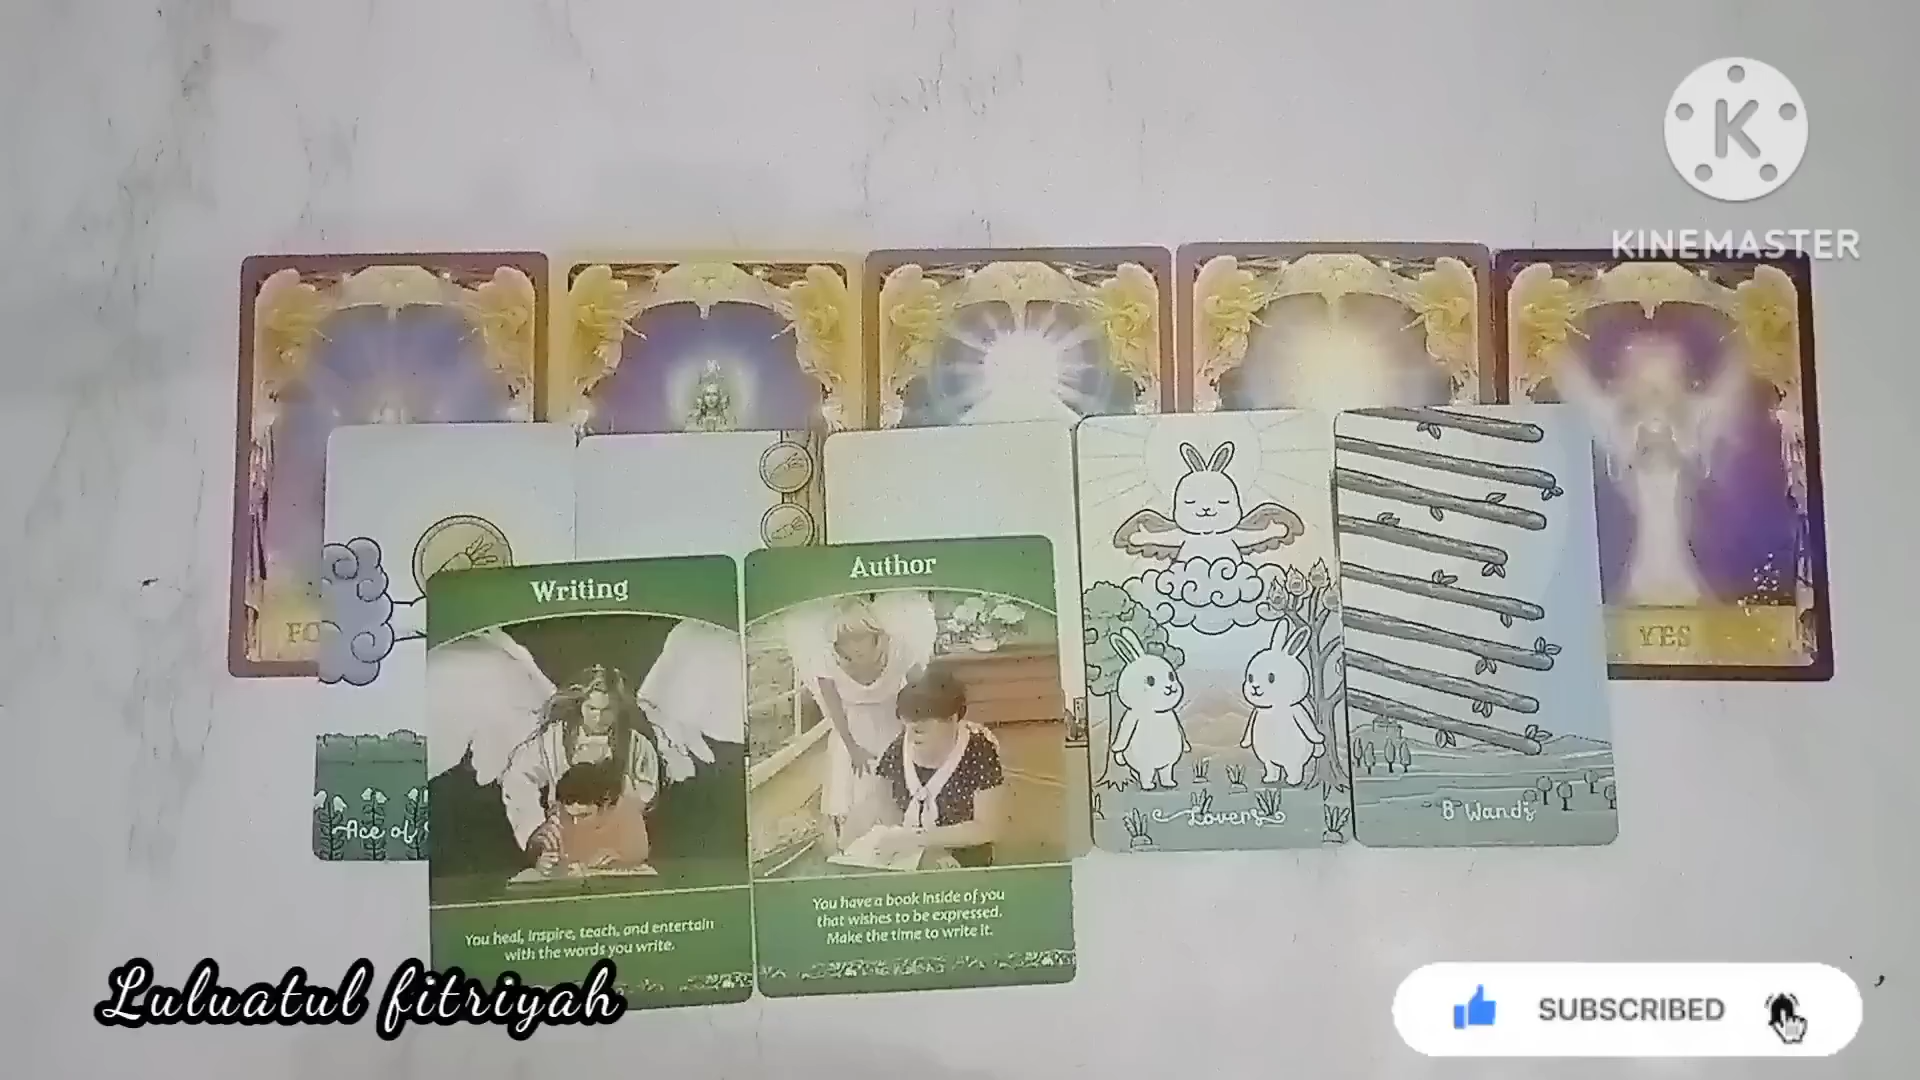 KINEMASTER
Writing
Author
YES
Lovers
8 Wands
Ace of
You have a book inside of you
that wishes to be expressed.
Make the time to write it.
You heal, inspire, teach, and entertain
with the words you write.
Luluatul fitriyah
SUBSCRIBED